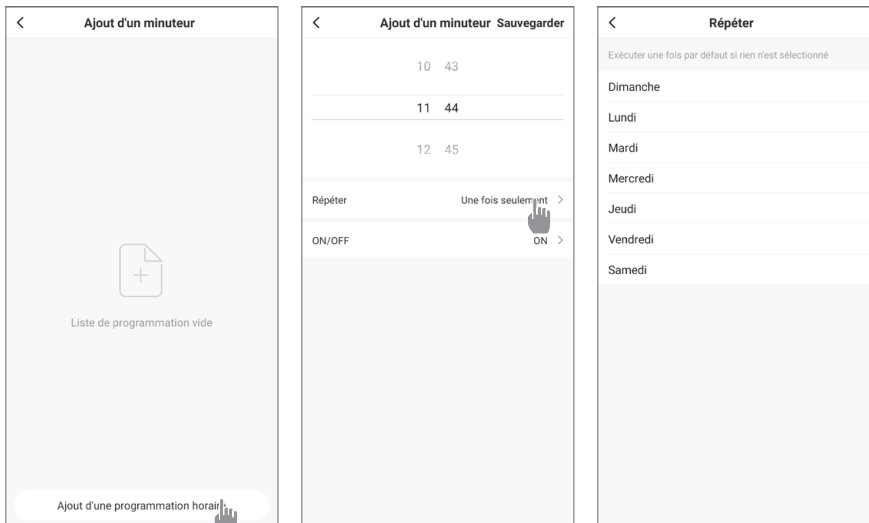 Ajout d'un minuteur
Liste de programmation vide
Ajout d'une programmation horair
Ajout d'un minuteur Sauvegarder
10 43
11 44
12 45
Répéter Une fois seulement
ON/OFF ON
Répéter
Exécuter une fois par défaut si rien n'est sélectionné
Dimanche
Lundi
Mardi
Mercredi
Jeudi
Vendredi
Samedi